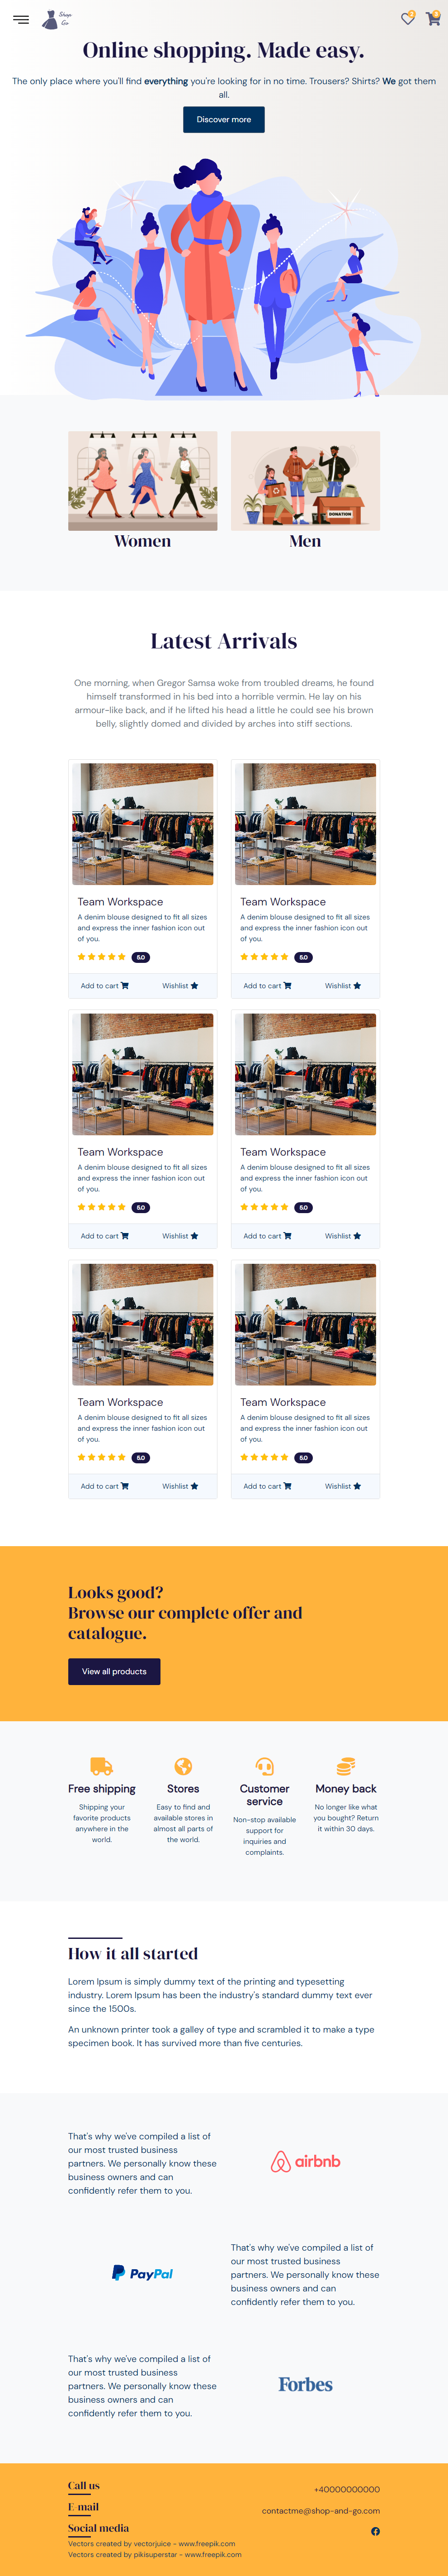 Shop
Go
2
0
Online shopping. Made easy.
The only place where you'll find everything you're looking for in no time. Trousers? Shirts? We got them
all.
Discover more
DONATION
Women
Men
Latest Arrivals
One morning, when Gregor Samsa woke from troubled dreams, he found
himself transformed in his bed into a horrible vermin. He lay on his
armour-like back, and if he lifted his head a little he could see his brown
belly, slightly domed and divided by arches into stiff sections.
Team Workspace
A denim blouse designed to fit all sizes
and express the inner fashion icon out
of you.
5.0
Add to cart
Wishlist
Team Workspace
A denim blouse designed to fit all sizes
and express the inner fashion icon out
of you.
5.0
Add to cart
Wishlist
Team Workspace
A denim blouse designed to fit all sizes
and express the inner fashion icon out
of you.
5.0
Add to cart
Wishlist
Team Workspace
A denim blouse designed to fit all sizes
and express the inner fashion icon out
of you.
5.0
Add to cart
Wishlist
Team Workspace
A denim blouse designed to fit all sizes
and express the inner fashion icon out
of you.
5.0
Add to cart
Wishlist
Team Workspace
A denim blouse designed to fit all sizes
and express the inner fashion icon out
of you.
5.0
Add to cart
Wishlist
Looks good?
Browse our complete offer and
catalogue.
View all products
Free shipping
Shipping your
favorite products
anywhere in the
world.
Stores
Easy to find and
available stores in
almost all parts of
the world.
Customer
service
Non-stop available
support for
inquiries and
complaints.
Money back
No longer like what
you bought? Return
it within 30 days.
How it all started
Lorem Ipsum is simply dummy text of the printing and typesetting
industry. Lorem Ipsum has been the industry's standard dummy text ever
since the 1500s.
An unknown printer took a galley of type and scrambled it to make a type
specimen book. It has survived more than five centuries.
That's why we've compiled a list of
our most trusted business
partners. We personally know these
business owners and can
confidently refer them to you.
airbnb
PayPal
That's why we've compiled a list of
our most trusted business
partners. We personally know these
business owners and can
confidently refer them to you.
That's why we've compiled a list of
our most trusted business
partners. We personally know these
business owners and can
confidently refer them to you.
Forbes
Call us
+40000000000
E-mail
contactme@shop-and-go.com
Social media
Vectors created by vectorjuice - www.freepik.com
Vectors created by pikisuperstar - www.freepik.com